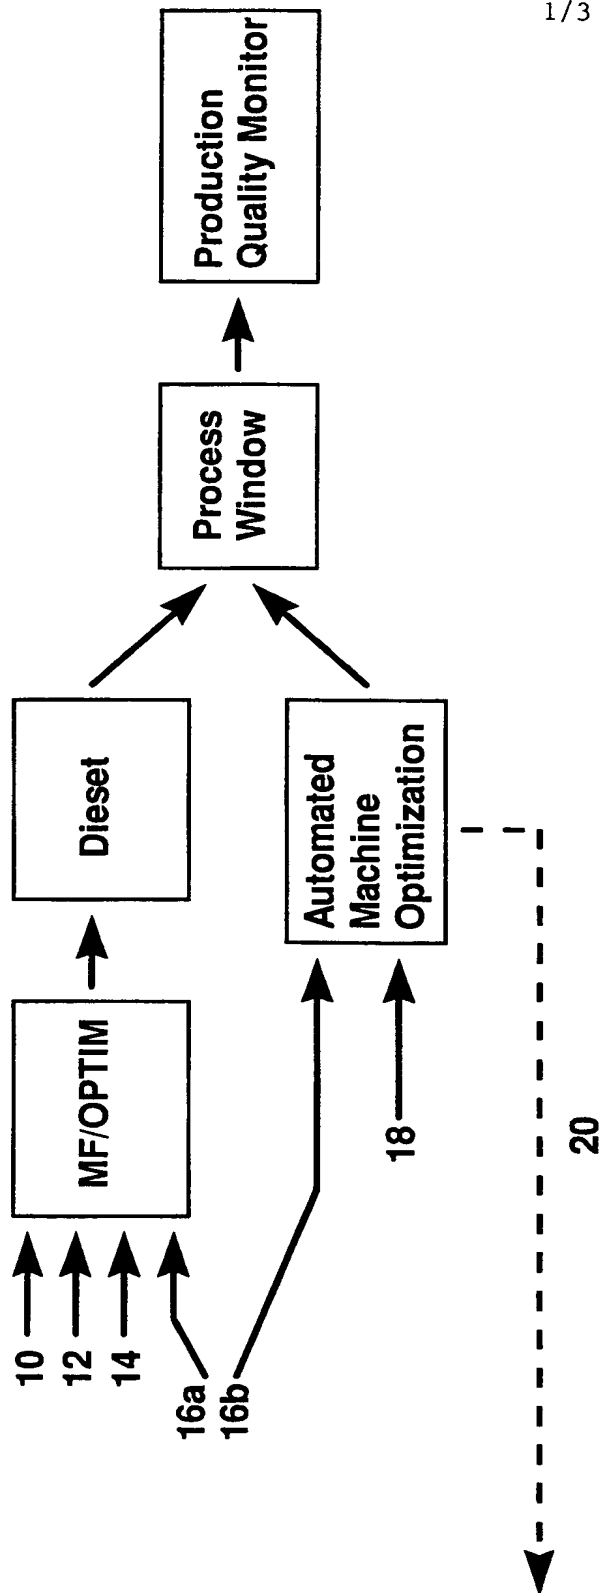 1/3
10
12
14
16a
16b
MF/OPTIM
Dieset
18
Automated
Machine
Optimization
Process
Window
Production
Quality Monitor
20